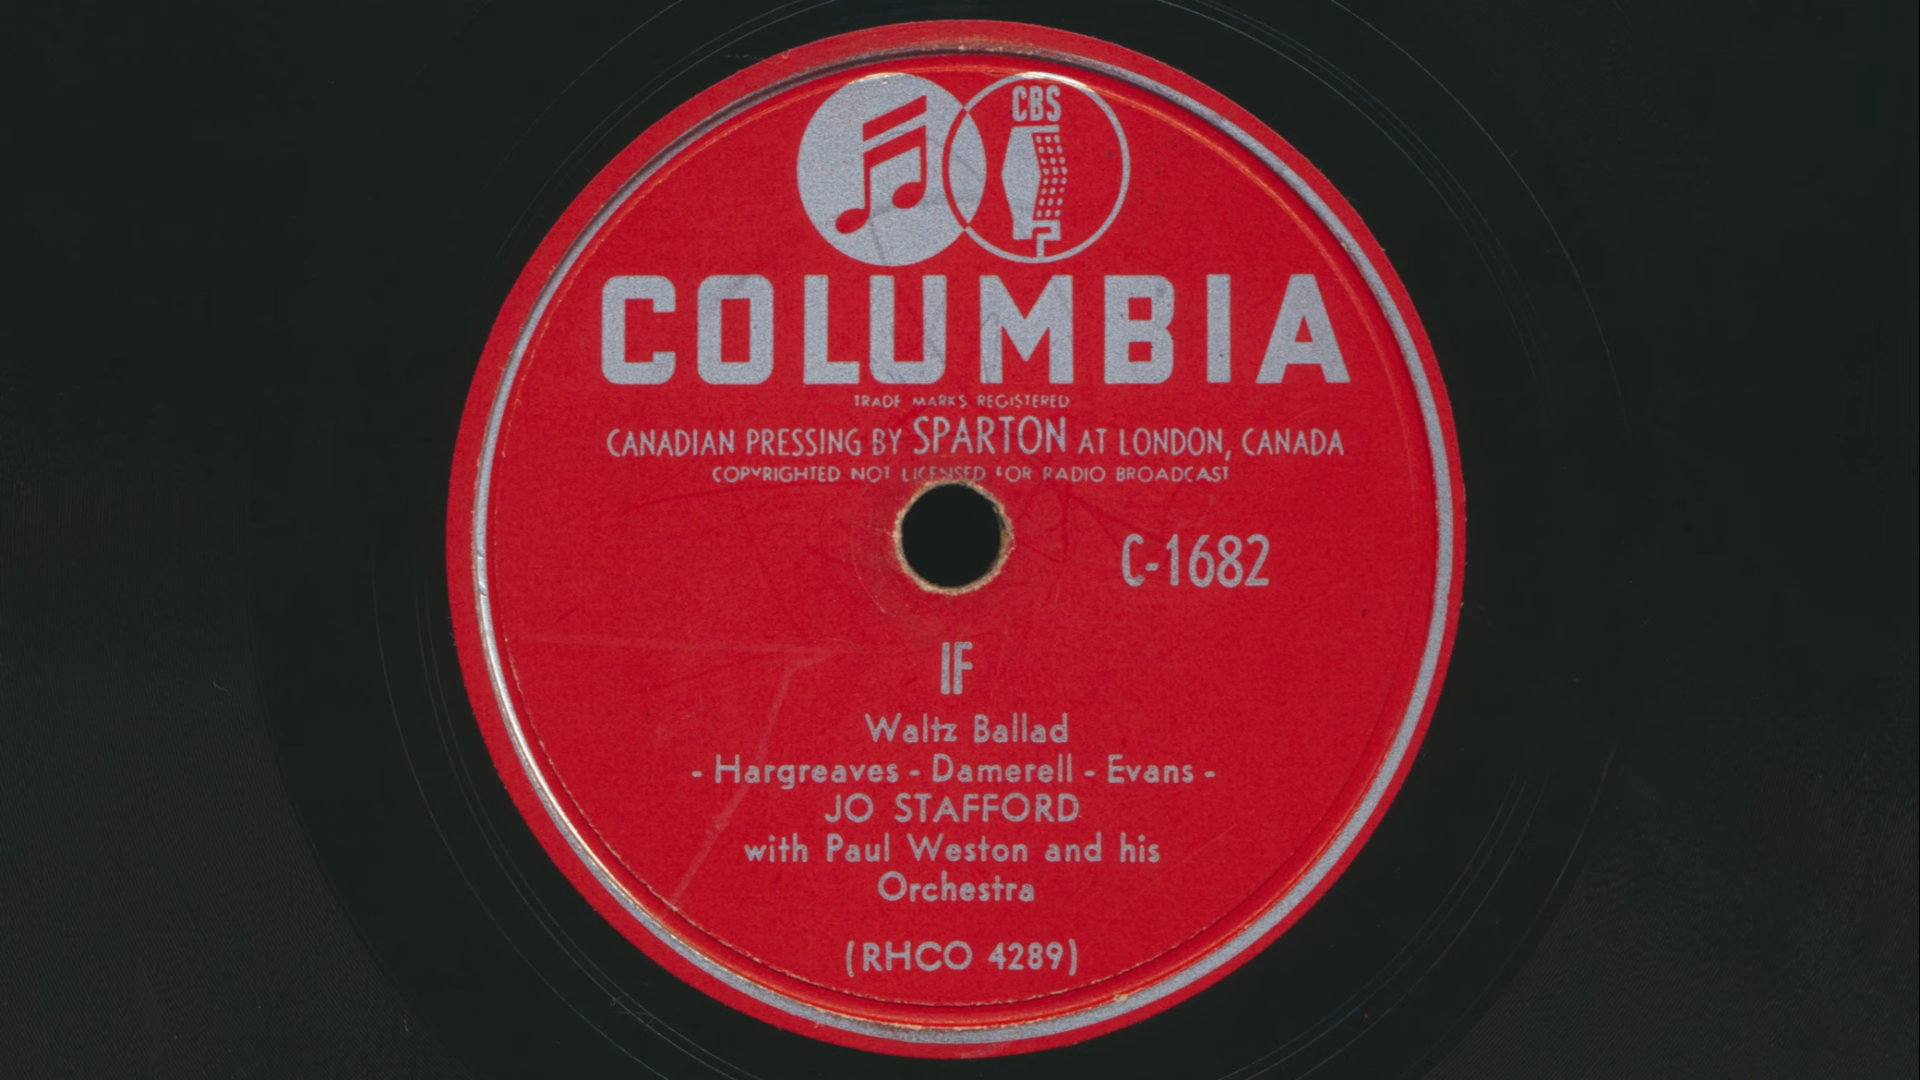 CBS
COLUMBIA
TRADE MARKS REGISTERED
CANADIAN PRESSING BY SPARTON AT LONDON, CANADA
COPYRIGHTED NOT LICENSED FOR RADIO BROADCAST
C-1682
IF
Waltz Ballad
- Hargreaves - Damerell - Evans -
JO STAFFORD
with Paul Weston and his
Orchestra
(RHCO 4289)